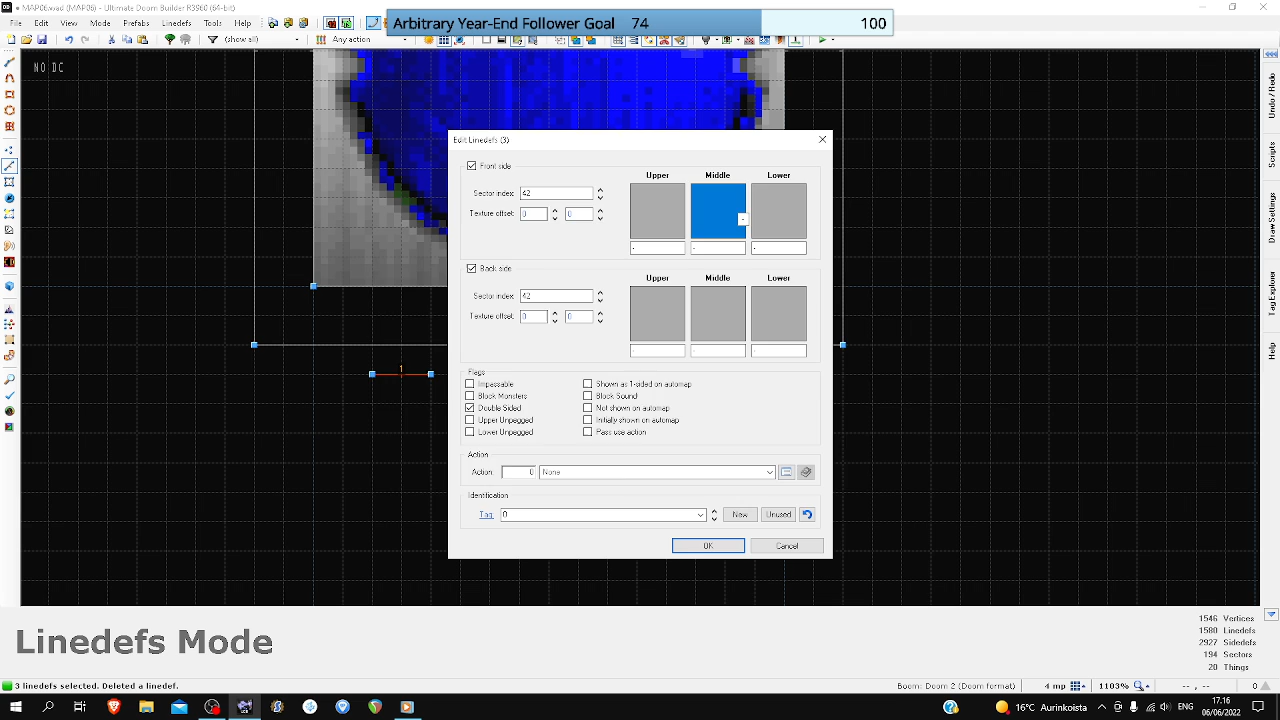 MAP06.wad (MAP06) - Ultimate Doom Builder R3960 (64-bit)
Arbitrary Year-End Follower Goal 74 100
File Edit View Mode Linedefs Prefabs Tools Help
(show all) Any action
NO DC
Edit Linedefs (3)
Front side
Upper Middle Lower
Sector index: 42
Texture offset: 0 0
- - -
Back side
Upper Middle Lower
Sector index: 42
Texture offset: 0 0
- - -
1
Flags
Impassable Shown as 1-sided on automap
Block Monsters Block Sound
Double Sided Not shown on automap
Upper Unpegged Initially shown on automap
Lower Unpegged Pass use action
Action
Action: 0 None
Identification
Tag: 0 New Unused
OK Cancel
Undo / Redo
Scripts
Draw Settings
Tag Explorer
Help
Linedefs Mode
1546 Vertices
1580 Linedefs
2927 Sidedefs
194 Sectors
20 Things
3 linedefs selected. Deleted a linedef.
Boom: Doom 2 (Doom format) 4 mp 1103% -- , -- 0
16°C Aurinkoista ENG 17.16
06/06/2022